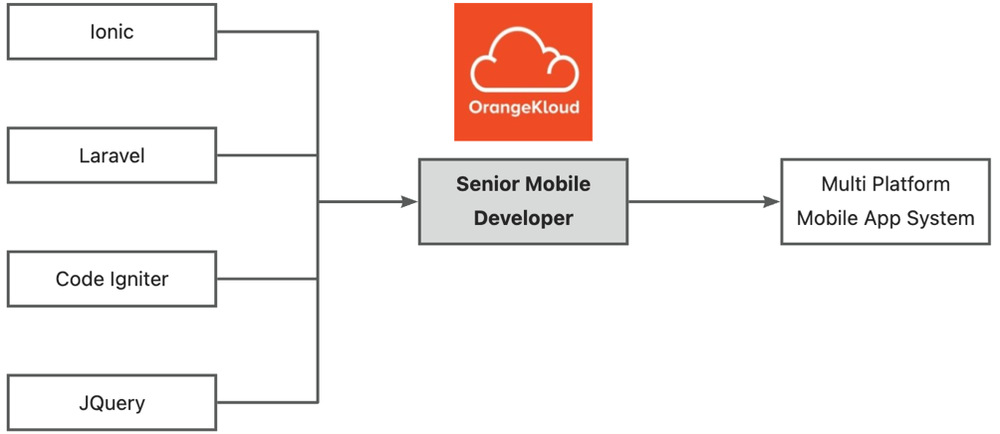 Ionic
Laravel
Code Igniter
JQuery
OrangeKloud
Senior Mobile
Developer
Multi Platform
Mobile App System